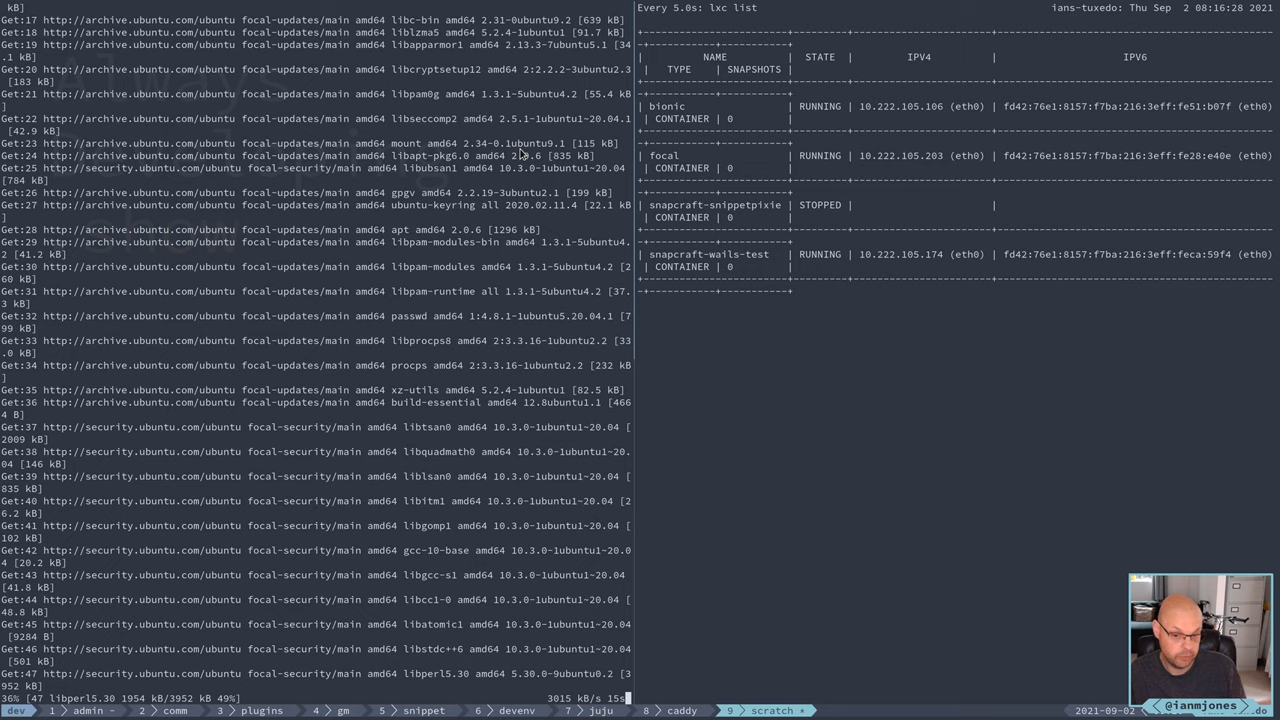 kB]
Get:17 http://archive.ubuntu.com/ubuntu focal-updates/main amd64 libc-bin amd64 2.31-0ubuntu9.2 [639 kB]
Get:18 http://archive.ubuntu.com/ubuntu focal-updates/main amd64 liblzma5 amd64 5.2.4-1ubuntu1 [91.7 kB]
Get:19 http://archive.ubuntu.com/ubuntu focal-updates/main amd64 libapparmor1 amd64 2.13.3-7ubuntu5.1 [34
.1 kB]
Get:20 http://archive.ubuntu.com/ubuntu focal-updates/main amd64 libcryptsetup12 amd64 2:2.2.2-3ubuntu2.3
[183 kB]
Get:21 http://archive.ubuntu.com/ubuntu focal-updates/main amd64 libpam0g amd64 1.3.1-5ubuntu4.2 [55.4 kB
]
Get:22 http://archive.ubuntu.com/ubuntu focal-updates/main amd64 libseccomp2 amd64 2.5.1-1ubuntu1~20.04.1
[42.9 kB]
Get:23 http://archive.ubuntu.com/ubuntu focal-updates/main amd64 mount amd64 2.34-0.1ubuntu9.1 [115 kB]
Get:24 http://archive.ubuntu.com/ubuntu focal-updates/main amd64 libapt-pkg6.0 amd64 2.0.6 [835 kB]
Get:25 http://security.ubuntu.com/ubuntu focal-security/main amd64 libubsan1 amd64 10.3.0-1ubuntu1~20.04
[784 kB]
Get:26 http://archive.ubuntu.com/ubuntu focal-updates/main amd64 gpgv amd64 2.2.19-3ubuntu2.1 [199 kB]
Get:27 http://archive.ubuntu.com/ubuntu focal-updates/main amd64 ubuntu-keyring all 2020.02.11.4 [22.1 kB
]
Get:28 http://archive.ubuntu.com/ubuntu focal-updates/main amd64 apt amd64 2.0.6 [1296 kB]
Get:29 http://archive.ubuntu.com/ubuntu focal-updates/main amd64 libpam-modules-bin amd64 1.3.1-5ubuntu4.
2 [41.2 kB]
Get:30 http://archive.ubuntu.com/ubuntu focal-updates/main amd64 libpam-modules amd64 1.3.1-5ubuntu4.2 [2
60 kB]
Get:31 http://archive.ubuntu.com/ubuntu focal-updates/main amd64 libpam-runtime all 1.3.1-5ubuntu4.2 [37.
3 kB]
Get:32 http://archive.ubuntu.com/ubuntu focal-updates/main amd64 passwd amd64 1:4.8.1-1ubuntu5.20.04.1 [7
99 kB]
Get:33 http://archive.ubuntu.com/ubuntu focal-updates/main amd64 libprocps8 amd64 2:3.3.16-1ubuntu2.2 [33
.0 kB]
Get:34 http://archive.ubuntu.com/ubuntu focal-updates/main amd64 procps amd64 2:3.3.16-1ubuntu2.2 [232 kB
]
Get:35 http://archive.ubuntu.com/ubuntu focal-updates/main amd64 xz-utils amd64 5.2.4-1ubuntu1 [82.5 kB]
Get:36 http://archive.ubuntu.com/ubuntu focal-updates/main amd64 build-essential amd64 12.8ubuntu1.1 [466
4 B]
Get:37 http://security.ubuntu.com/ubuntu focal-security/main amd64 libtsan0 amd64 10.3.0-1ubuntu1~20.04 [
2009 kB]
Get:38 http://security.ubuntu.com/ubuntu focal-security/main amd64 libquadmath0 amd64 10.3.0-1ubuntu1~20.
04 [146 kB]
Get:39 http://security.ubuntu.com/ubuntu focal-security/main amd64 liblsan0 amd64 10.3.0-1ubuntu1~20.04 [
835 kB]
Get:40 http://security.ubuntu.com/ubuntu focal-security/main amd64 libitm1 amd64 10.3.0-1ubuntu1~20.04 [2
6.2 kB]
Get:41 http://security.ubuntu.com/ubuntu focal-security/main amd64 libgomp1 amd64 10.3.0-1ubuntu1~20.04 [
102 kB]
Get:42 http://security.ubuntu.com/ubuntu focal-security/main amd64 gcc-10-base amd64 10.3.0-1ubuntu1~20.0
4 [20.2 kB]
Get:43 http://security.ubuntu.com/ubuntu focal-security/main amd64 libgcc-s1 amd64 10.3.0-1ubuntu1~20.04
[41.8 kB]
Get:44 http://security.ubuntu.com/ubuntu focal-security/main amd64 libcc1-0 amd64 10.3.0-1ubuntu1~20.04 [
48.8 kB]
Get:45 http://security.ubuntu.com/ubuntu focal-security/main amd64 libatomic1 amd64 10.3.0-1ubuntu1~20.04
[9284 B]
Get:46 http://security.ubuntu.com/ubuntu focal-security/main amd64 libstdc++6 amd64 10.3.0-1ubuntu1~20.04
[501 kB]
Get:47 http://security.ubuntu.com/ubuntu focal-security/main amd64 libperl5.30 amd64 5.30.0-9ubuntu0.2 [3
952 kB]
36% [47 libperl5.30 1954 kB/3952 kB 49%] 3015 kB/s 15s
Every 5.0s: lxc list ians-tuxedo: Thu Sep 2 08:16:28 2021
| NAME | STATE | IPV4 | IPV6
| TYPE | SNAPSHOTS |
| bionic | RUNNING | 10.222.105.106 (eth0) | fd42:76e1:8157:f7ba:216:3eff:fe51:b07f (eth0)
| CONTAINER | 0 |
| focal | RUNNING | 10.222.105.203 (eth0) | fd42:76e1:8157:f7ba:216:3eff:fe28:e40e (eth0)
| CONTAINER | 0 |
| snapcraft-snippetpixie | STOPPED | |
| CONTAINER | 0 |
| snapcraft-wails-test | RUNNING | 10.222.105.174 (eth0) | fd42:76e1:8157:f7ba:216:3eff:feca:59f4 (eth0)
| CONTAINER | 0 |
dev 1 admin - 2 comm 3 plugins 4 gm 5 snippet 6 devenv 7 juju 8 caddy 9 scratch * 2021-09-02
@ianmjones